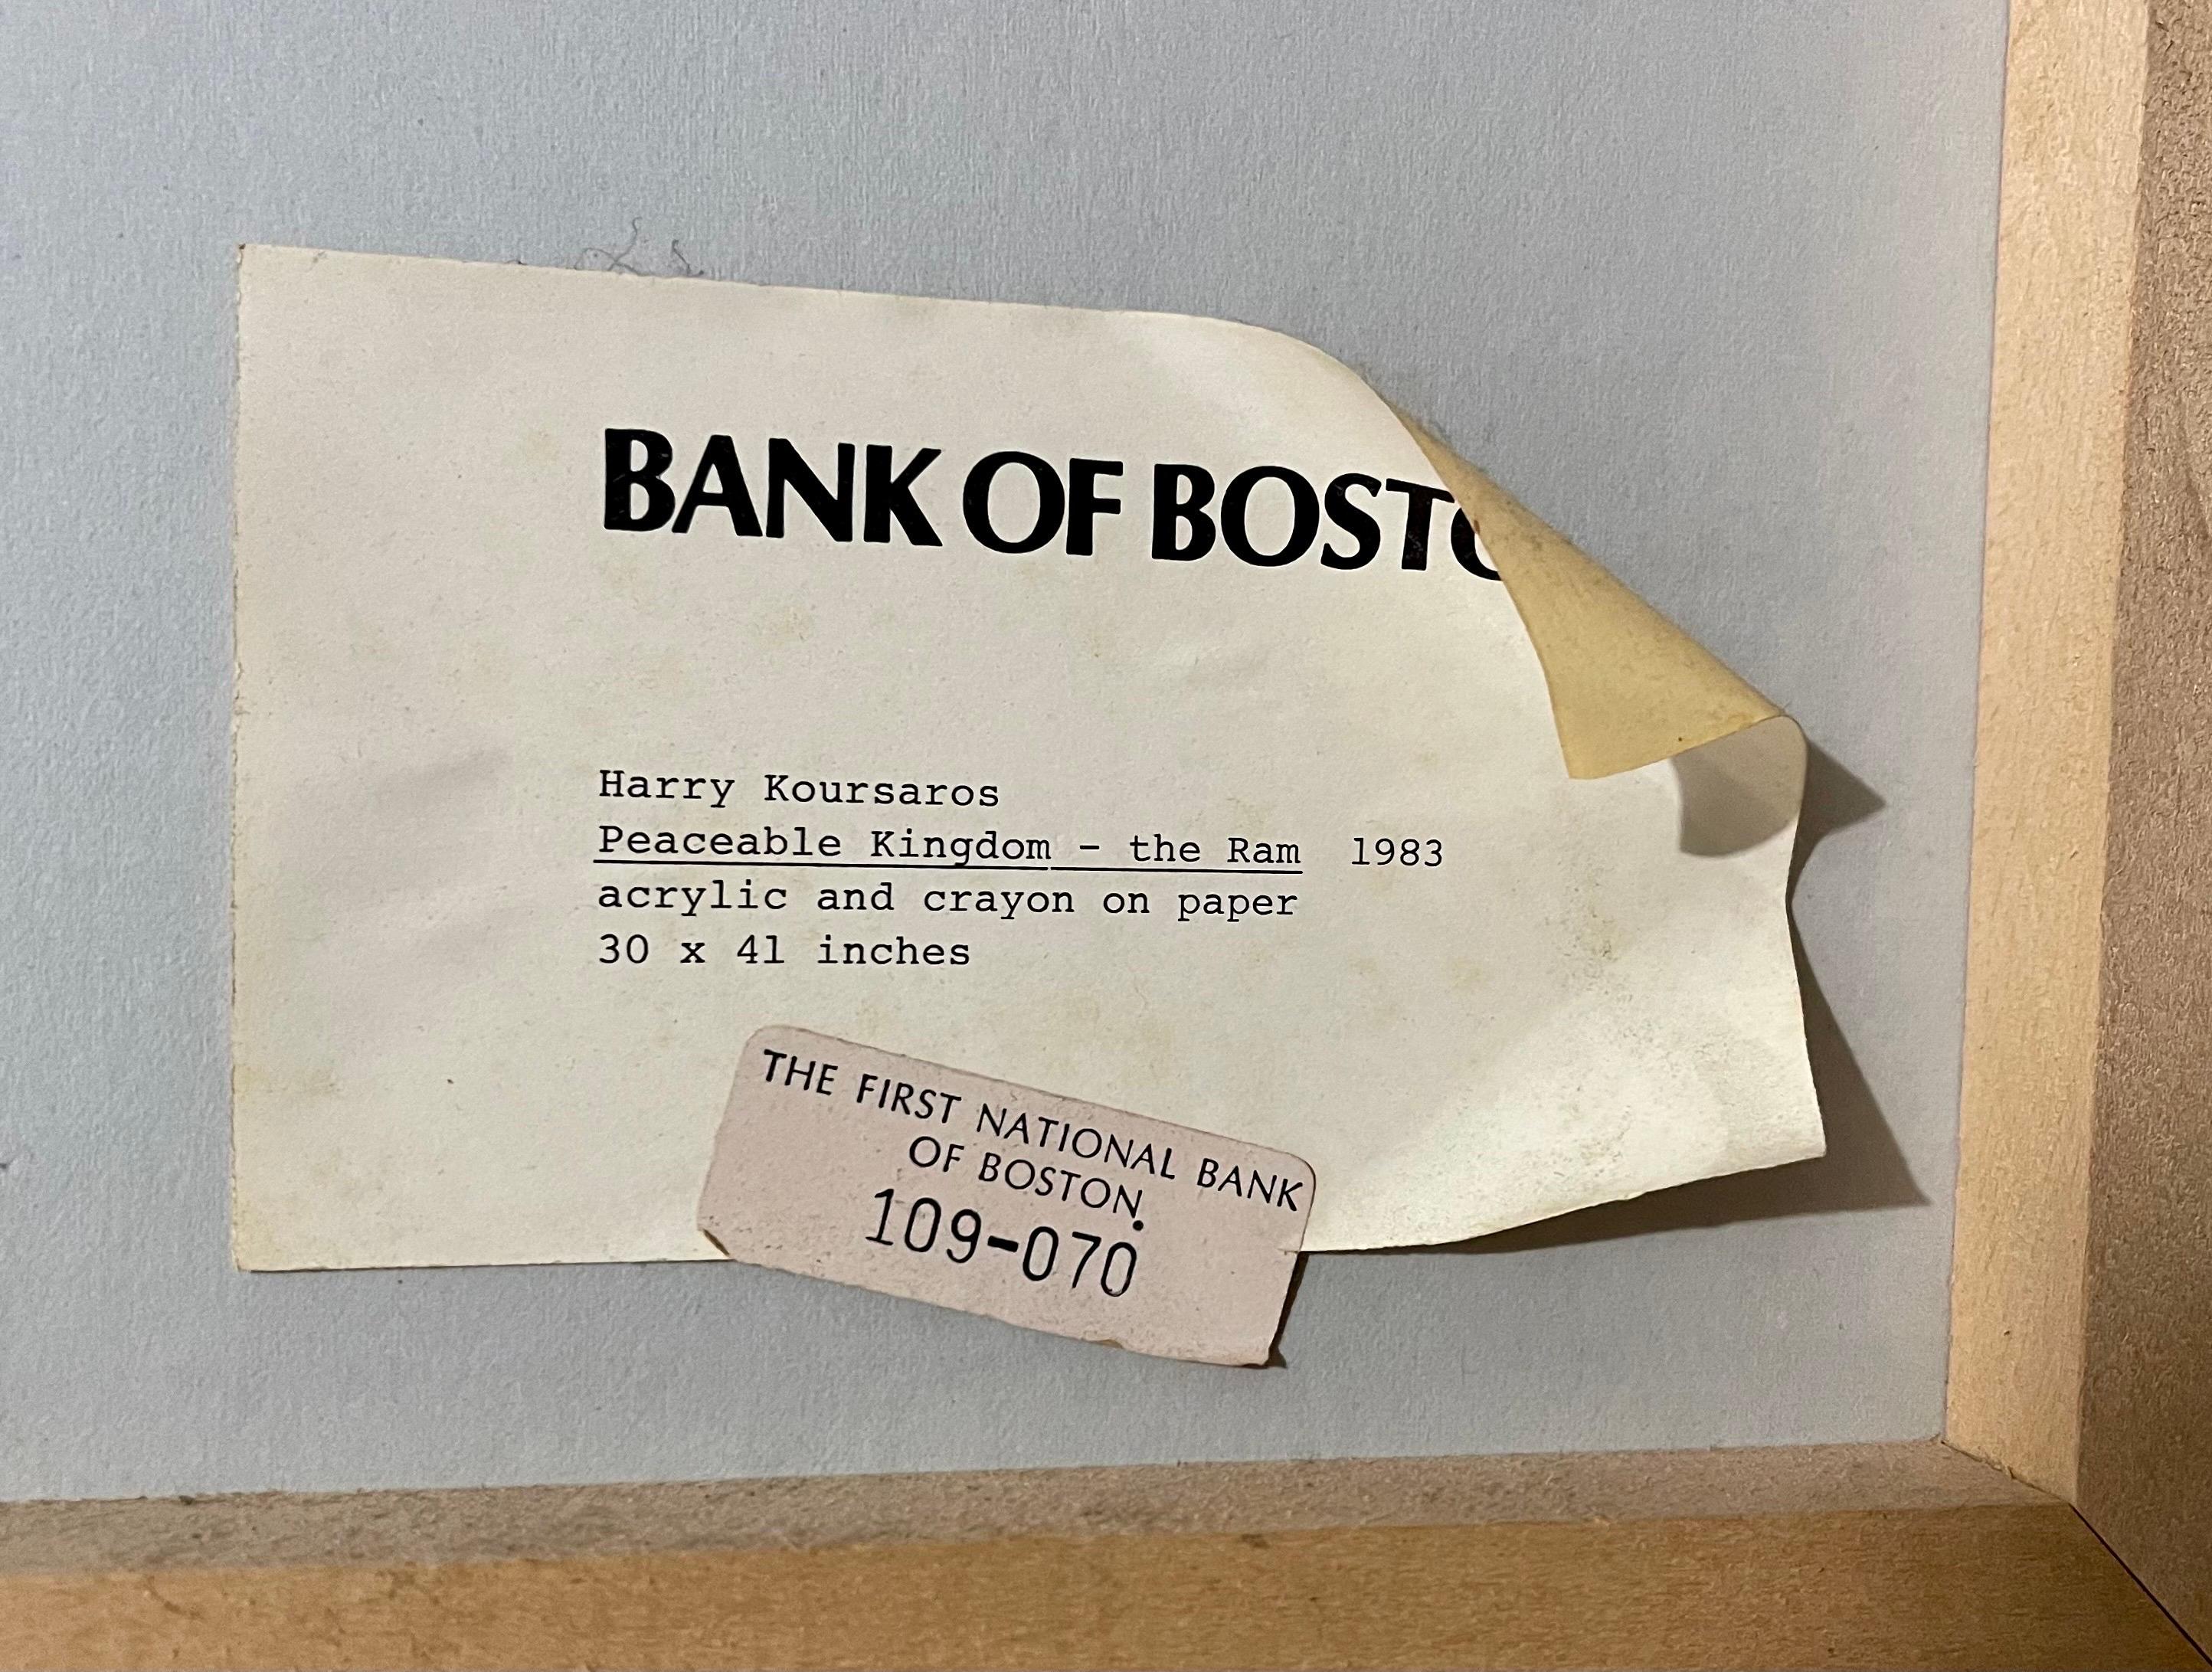 BANK OF BOSTO
Harry Koursaros
Peaceable Kingdom - the Ram 1983
acrylic and crayon on paper
30 x 41 inches
THE FIRST NATIONAL BANK
OF BOSTON.
109-070